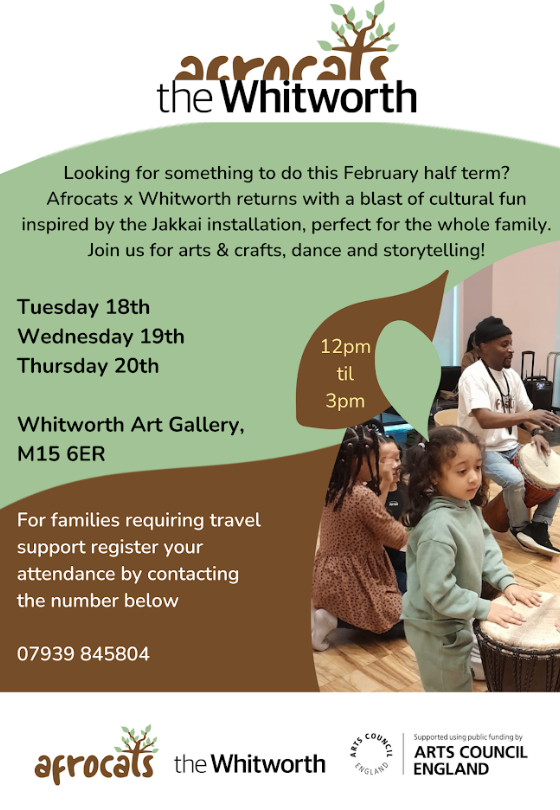 afrocats
the Whitworth
Looking for something to do this February half term?
Afrocats x Whitworth returns with a blast of cultural fun
inspired by the Jakkai installation, perfect for the whole family.
Join us for arts & crafts, dance and storytelling!
Tuesday 18th
Wednesday 19th
Thursday 20th
12pm
til
3pm
Whitworth Art Gallery,
M15 6ER
For families requiring travel
support register your
attendance by contacting
the number below
07939 845804
afrocats
the Whitworth
ARTS COUNCIL
ENGLAND
Supported using public funding by
ARTS COUNCIL
ENGLAND